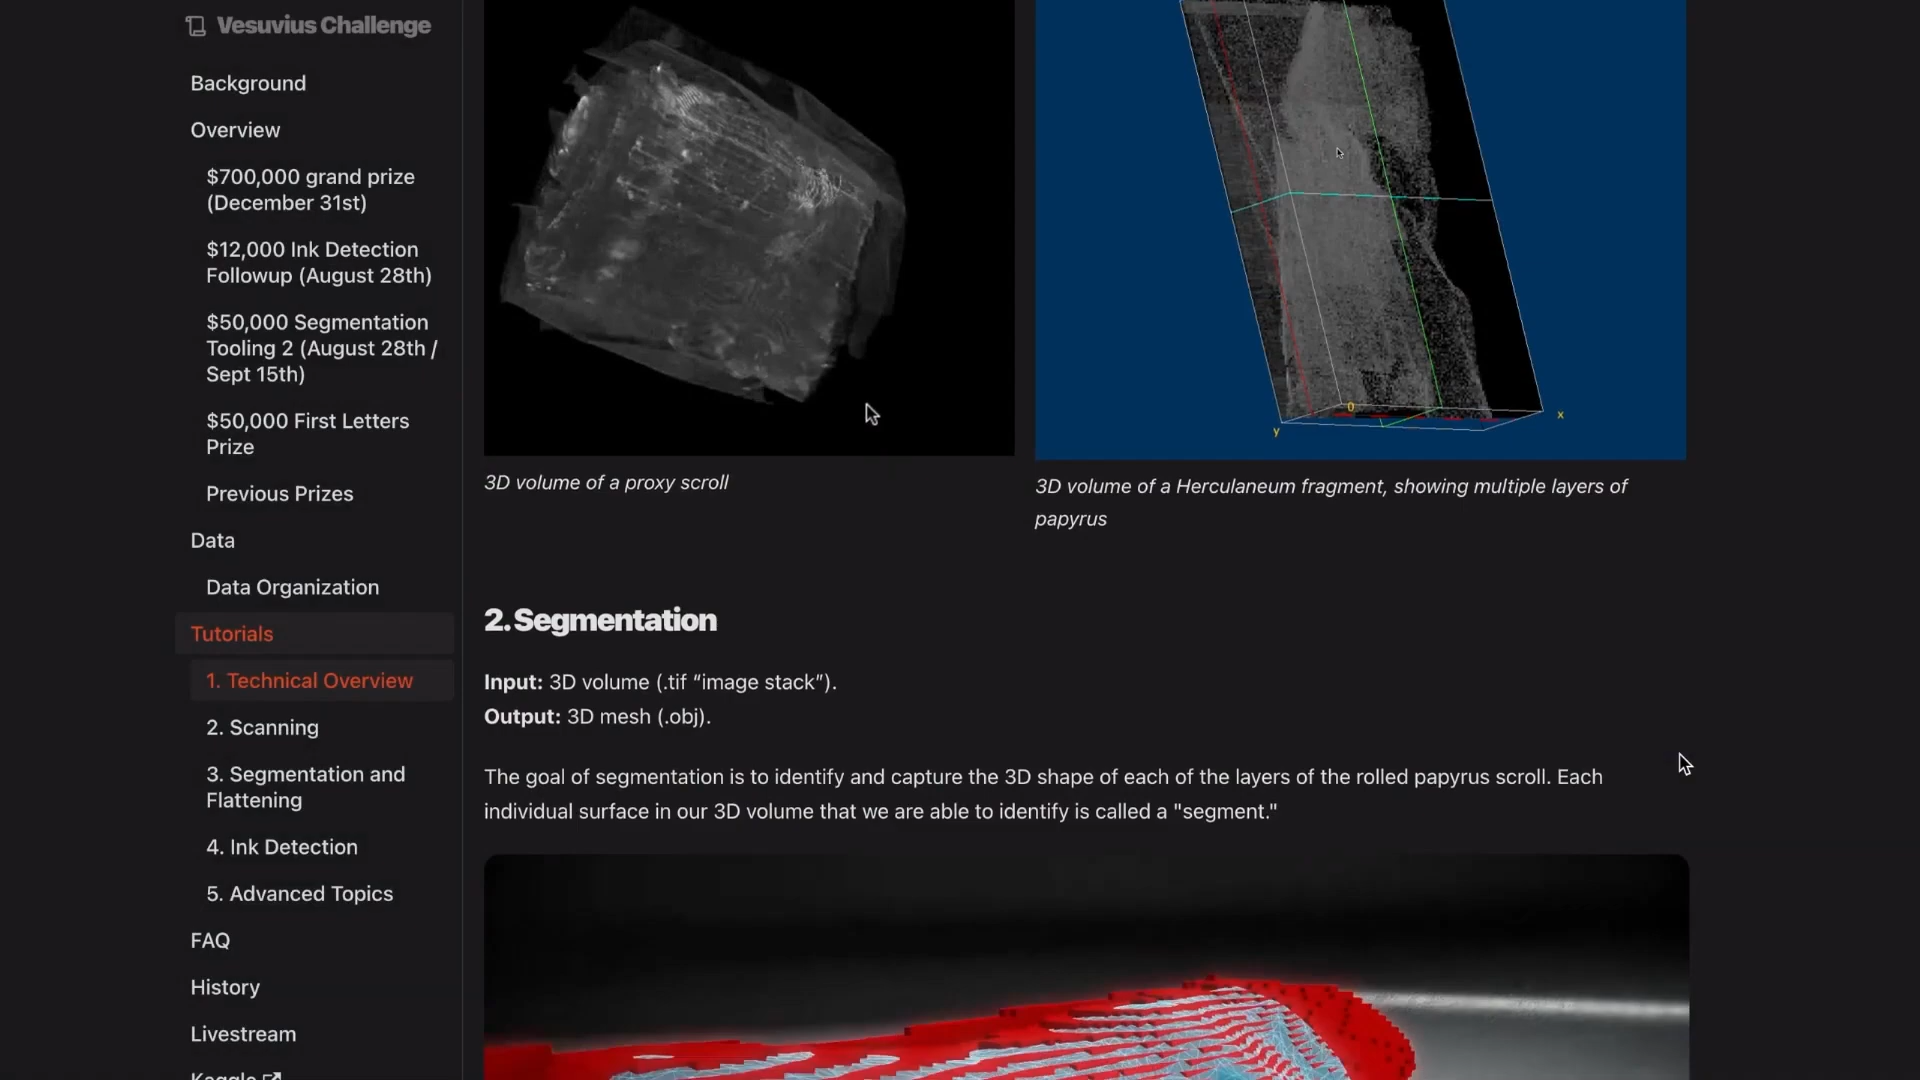 Vesuvius Challenge
Background
Overview
$700,000 grand prize
(December 31st)
$12,000 Ink Detection
Followup (August 28th)
$50,000 Segmentation
Tooling 2 (August 28th /
Sept 15th)
$50,000 First Letters
Prize
Previous Prizes
Data
Data Organization
Tutorials
1. Technical Overview
2. Scanning
3. Segmentation and
Flattening
4. Ink Detection
5. Advanced Topics
FAQ
History
Livestream
Kaggle
0
x
y
3D volume of a proxy scroll
3D volume of a Herculaneum fragment, showing multiple layers of
papyrus
2. Segmentation
Input: 3D volume (.tif “image stack”).
Output: 3D mesh (.obj).
The goal of segmentation is to identify and capture the 3D shape of each of the layers of the rolled papyrus scroll. Each
individual surface in our 3D volume that we are able to identify is called a "segment."